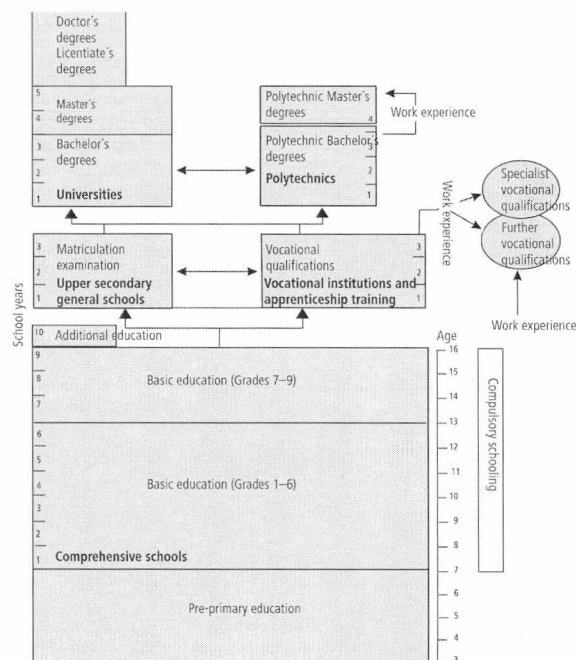 Doctor´s
degrees
Licentiate´s
degrees
5
4
Master´s
degrees
3
2
1
Bachelor´s
degrees
Universities
Polytechnic Master´s
degrees
4
Work experience
Polytechnic Bachelor´s
degrees
3
2
1
Polytechnics
Specialist
vocational
qualifications
Further
vocational
qualifications
Work experience
Work experience
3
2
1
Matriculation
examination
Upper secondary
general schools
Vocational
qualifications
Vocational institutions and
apprenticeship training
3
2
1
School years
10 Additional education
Age
9
8
7
Basic education (Grades 7–9)
6
5
4
3
2
1
Basic education (Grades 1–6)
Comprehensive schools
Pre-primary education
16
15
14
13
12
11
10
9
8
7
6
5
4
3
Compulsory schooling